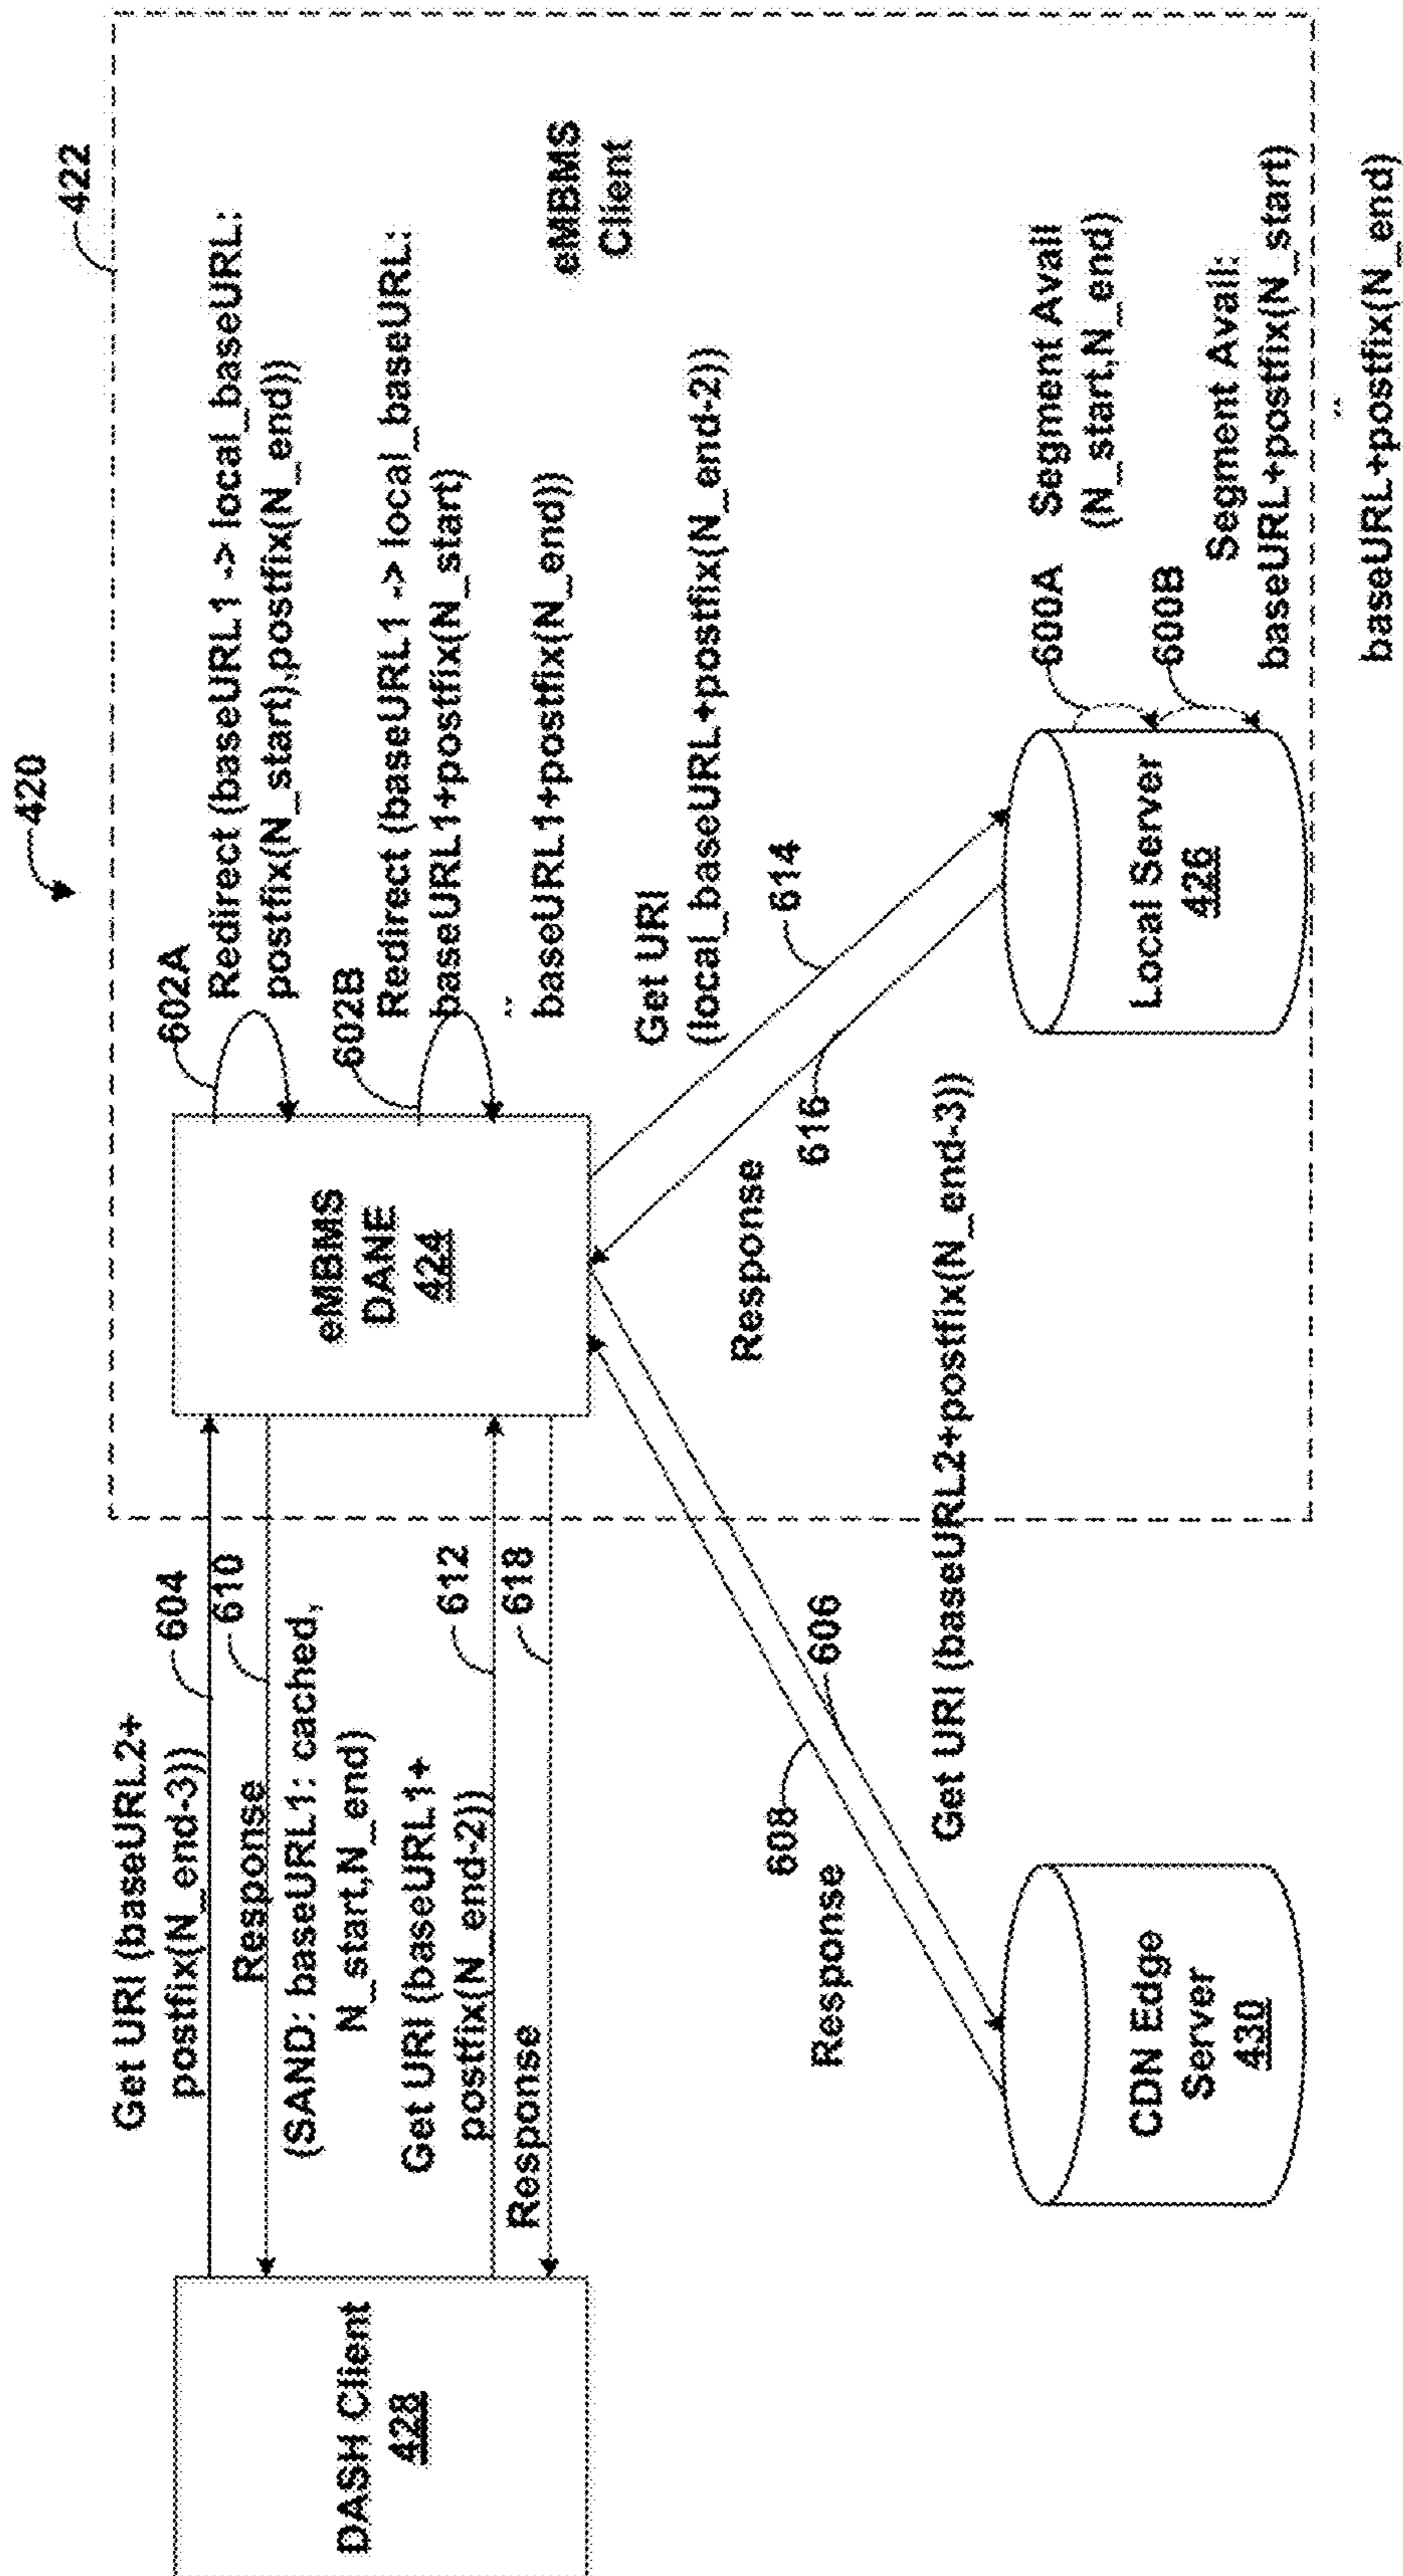 420
422
602A
Redirect (baseURL1 -> local_baseURL:
postfix(N_start),postfix(N_end))
602B
Redirect (baseURL1 -> local_baseURL:
baseURL1+postfix(N_start)
..
baseURL1+postfix(N_end))
eMBMS
Client
eMBMS
DANE
424
Get URI (baseURL2+
postfix(N_end-3))
604
Response
610
(SAND: baseURL1: cached,
N_start,N_end)
Get URI (baseURL1+
postfix(N_end-2))
612
Response
618
DASH Client
428
Get URI
(local_baseURL+postfix(N_end-2))
614
Response
616
608
606
Response
Get URI (baseURL2+postfix(N_end-3))
CDN Edge
Server
430
Local Server
426
600A
Segment Avail
(N_start,N_end)
600B
Segment Avail:
baseURL+postfix(N_start)
..
baseURL+postfix(N_end)